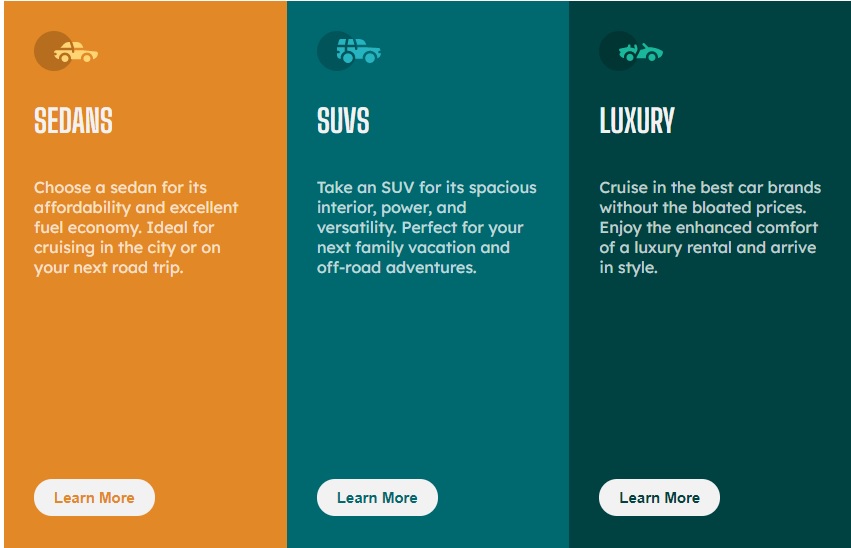 SEDANS
Choose a sedan for its
affordability and excellent
fuel economy. Ideal for
cruising in the city or on
your next road trip.
Learn More
SUVS
Take an SUV for its spacious
interior, power, and
versatility. Perfect for your
next family vacation and
off-road adventures.
Learn More
LUXURY
Cruise in the best car brands
without the bloated prices.
Enjoy the enhanced comfort
of a luxury rental and arrive
in style.
Learn More